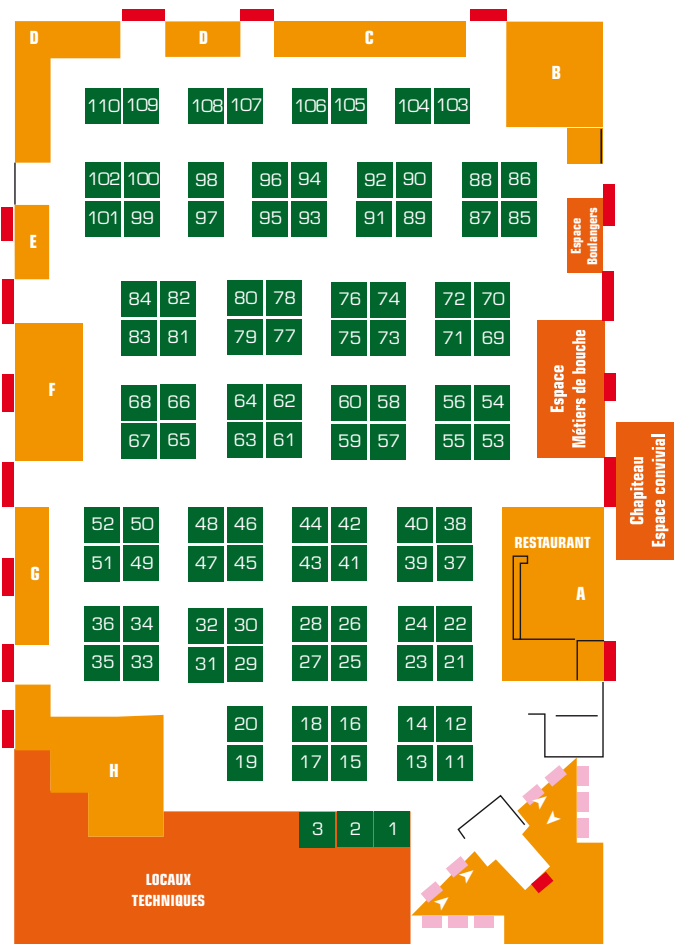 D D C
B
110 109 108 107 106 105 104 103
102 100 98 96 94 92 90 88 86
101 99 97 95 93 91 89 87 85
E
Espace
Boulangers
84 82 80 78 76 74 72 70
83 81 79 77 75 73 71 69
F
Espace
Métiers de bouche
68 66 64 62 60 58 56 54
67 65 63 61 59 57 55 53
Chapiteau
Espace convivial
52 50 48 46 44 42 40 38
RESTAURANT
51 49 47 45 43 41 39 37
G
A
36 34 32 30 28 26 24 22
35 33 31 29 27 25 23 21
20 18 16 14 12
19 17 15 13 11
H
3 2 1
LOCAUX
TECHNIQUES